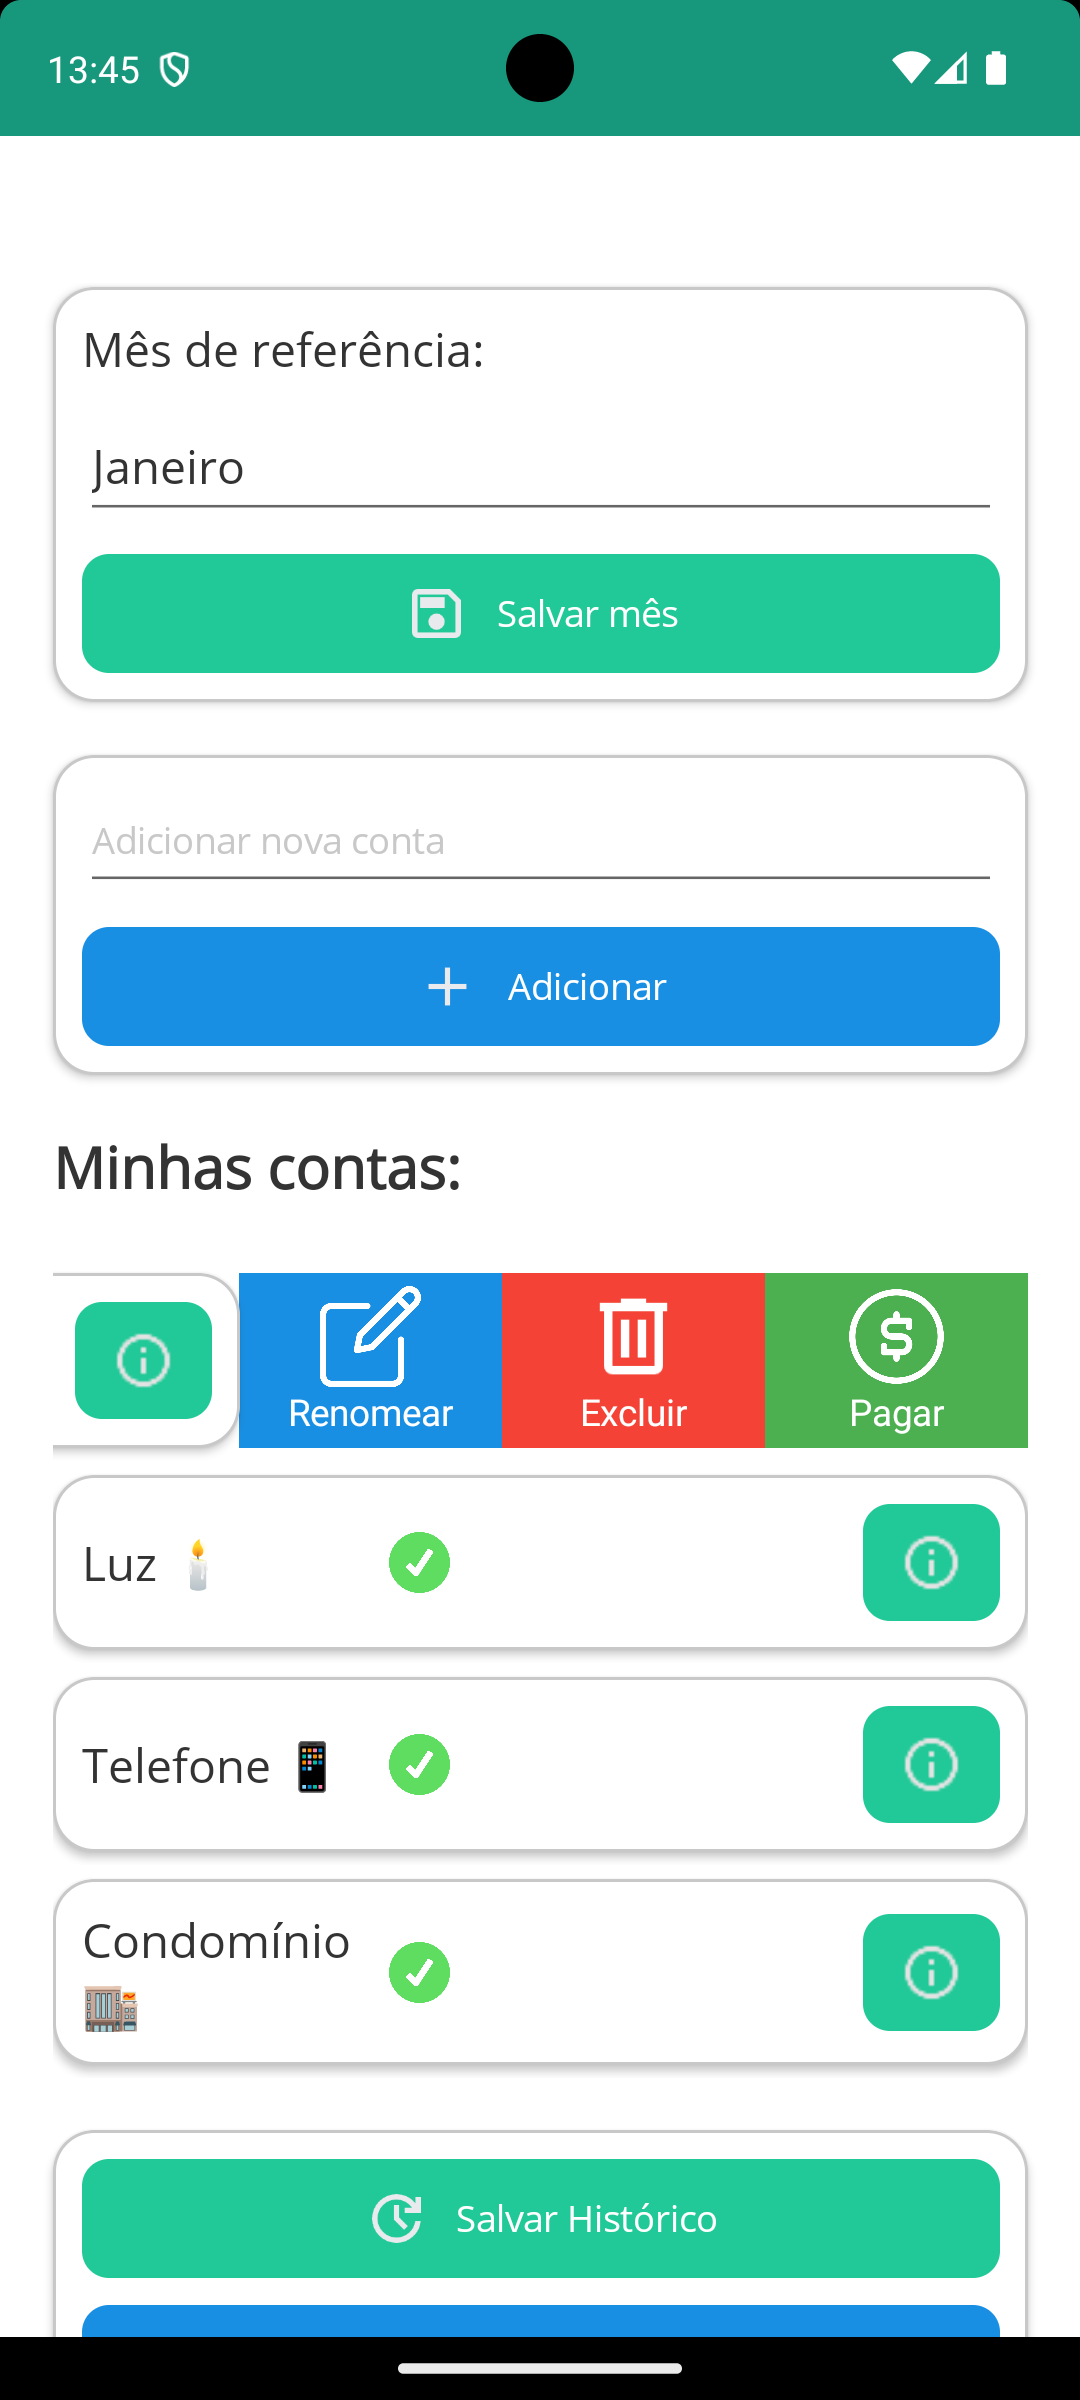 13:45
Mês de referência:
Janeiro
Salvar mês
Adicionar nova conta
Adicionar
Minhas contas:
Renomear
Excluir
Pagar
Luz 🕯️
Telefone 📱
Condomínio
🏬
Salvar Histórico